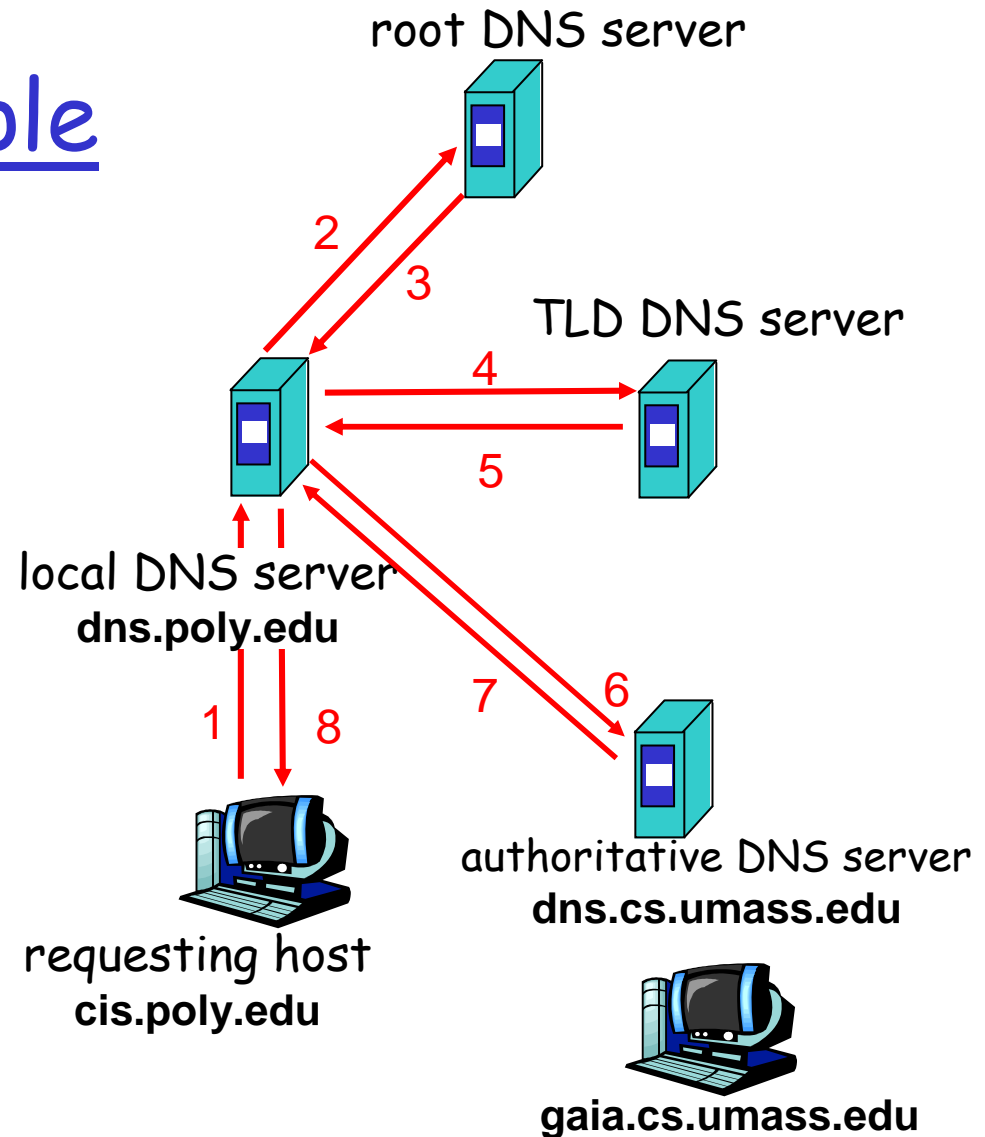 root DNS server
ple
2
3
TLD DNS server
4
5
local DNS server
dns.poly.edu
7
6
1
8
authoritative DNS server
dns.cs.umass.edu
requesting host
cis.poly.edu
gaia.cs.umass.edu